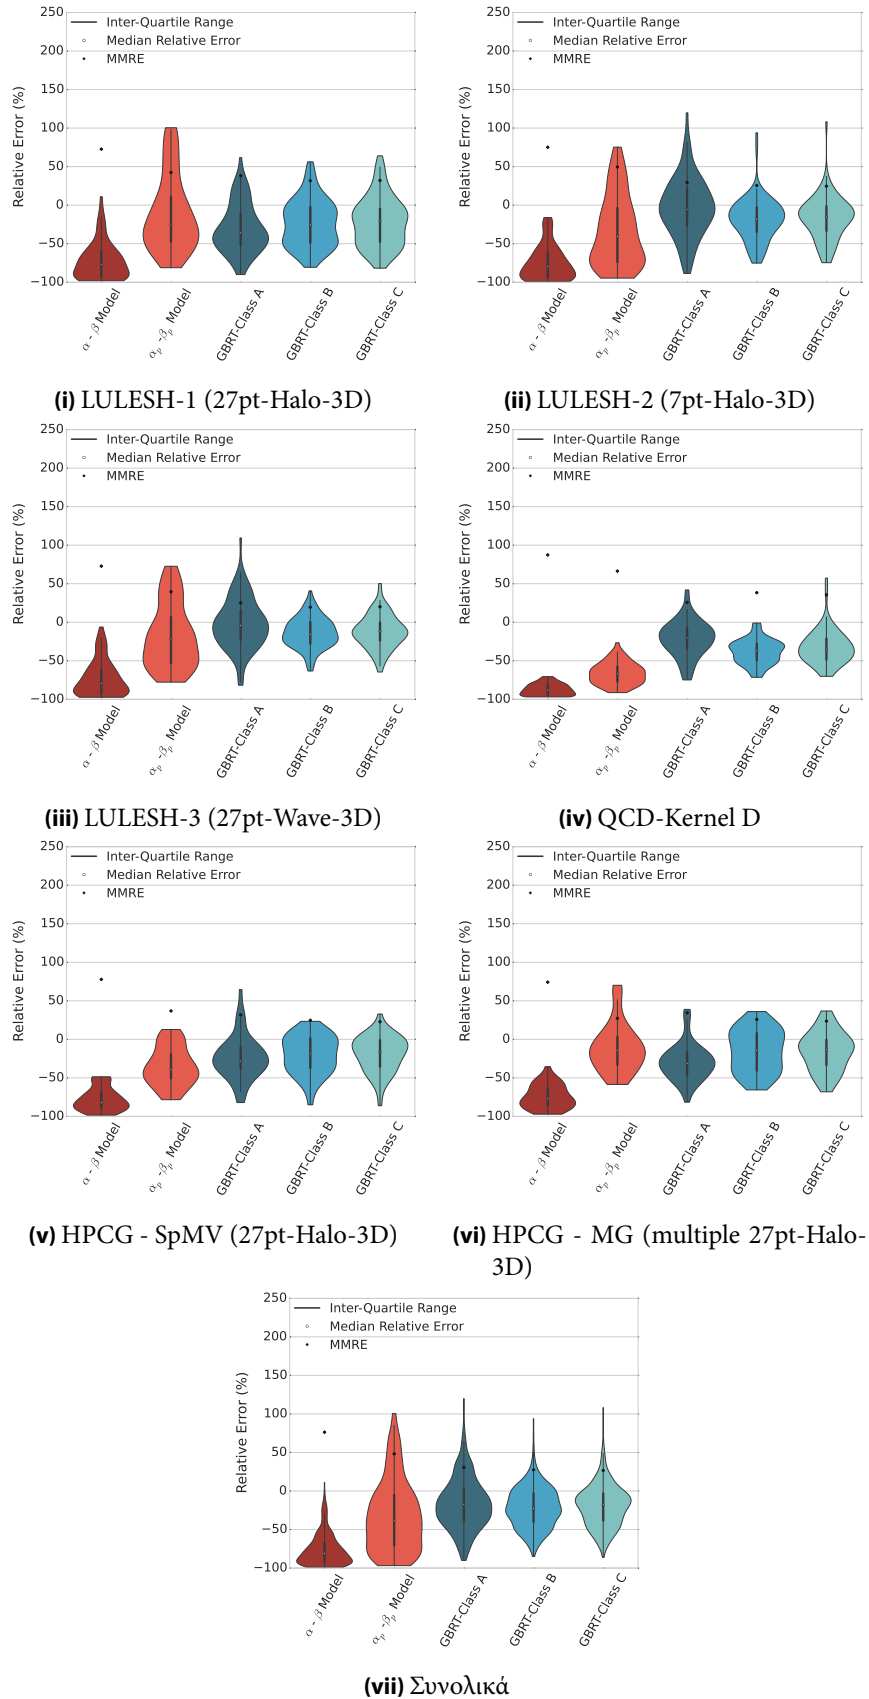 250
200
150
100
50
0
−50
−100
Relative Error (%)
Inter-Quartile Range
Median Relative Error
MMRE
α - β Model
αp -βp Model
GBRT-Class A
GBRT-Class B
GBRT-Class C
(i) LULESH-1 (27pt-Halo-3D)
250
200
150
100
50
0
−50
−100
Relative Error (%)
Inter-Quartile Range
Median Relative Error
MMRE
α - β Model
αp -βp Model
GBRT-Class A
GBRT-Class B
GBRT-Class C
(ii) LULESH-2 (7pt-Halo-3D)
250
200
150
100
50
0
−50
−100
Relative Error (%)
Inter-Quartile Range
Median Relative Error
MMRE
α - β Model
αp -βp Model
GBRT-Class A
GBRT-Class B
GBRT-Class C
(iii) LULESH-3 (27pt-Wave-3D)
250
200
150
100
50
0
−50
−100
Relative Error (%)
Inter-Quartile Range
Median Relative Error
MMRE
α - β Model
αp -βp Model
GBRT-Class A
GBRT-Class B
GBRT-Class C
(iv) QCD-Kernel D
250
200
150
100
50
0
−50
−100
Relative Error (%)
Inter-Quartile Range
Median Relative Error
MMRE
α - β Model
αp -βp Model
GBRT-Class A
GBRT-Class B
GBRT-Class C
(v) HPCG - SpMV (27pt-Halo-3D)
250
200
150
100
50
0
−50
−100
Relative Error (%)
Inter-Quartile Range
Median Relative Error
MMRE
α - β Model
αp -βp Model
GBRT-Class A
GBRT-Class B
GBRT-Class C
(vi) HPCG - MG (multiple 27pt-Halo-
3D)
250
200
150
100
50
0
−50
−100
Relative Error (%)
Inter-Quartile Range
Median Relative Error
MMRE
α - β Model
αp -βp Model
GBRT-Class A
GBRT-Class B
GBRT-Class C
(vii) Συνολικά